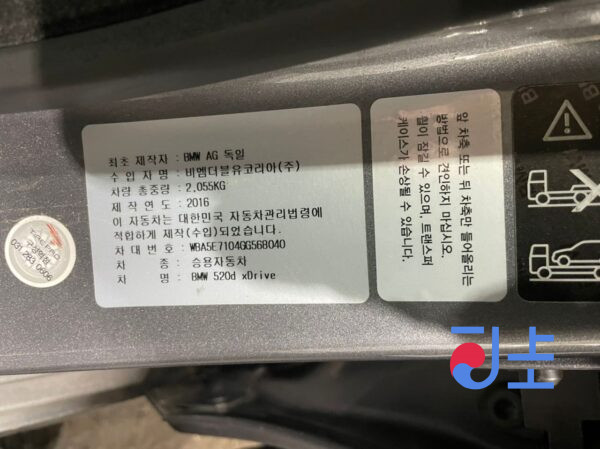 최초 제작자 : BMW AG 독일
수 입 자 명 : 비엠더블유코리아(주)
차량 총중량 : 2,055KG
제 작 연 도 : 2016
이 자동차는 대한민국 자동차관리법령에
적합하게 제작(수입)되었습니다.
차 대 번 호 : WBA5E7104GG568040
차 종 : 승용자동차
차 명 : BMW 520d xDrive
앞 차축 또는 뒤 차축만 들어올리는
방법으로 견인하지 마십시오.
휠이 잠길 수 있으며, 트랜스퍼
케이스가 손상될 수 있습니다.
031 283 0606